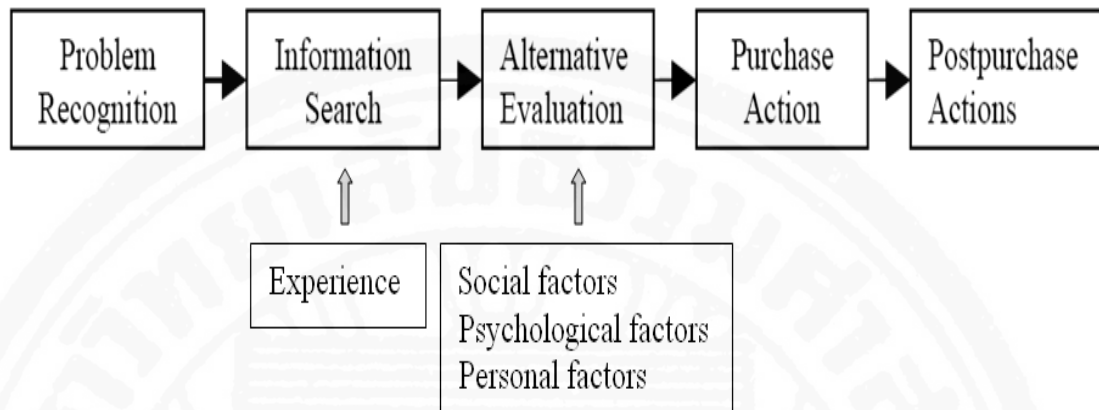 Problem
Recognition
Information
Search
Alternative
Evaluation
Purchase
Action
Postpurchase
Actions
Experience
Social factors
Psychological factors
Personal factors